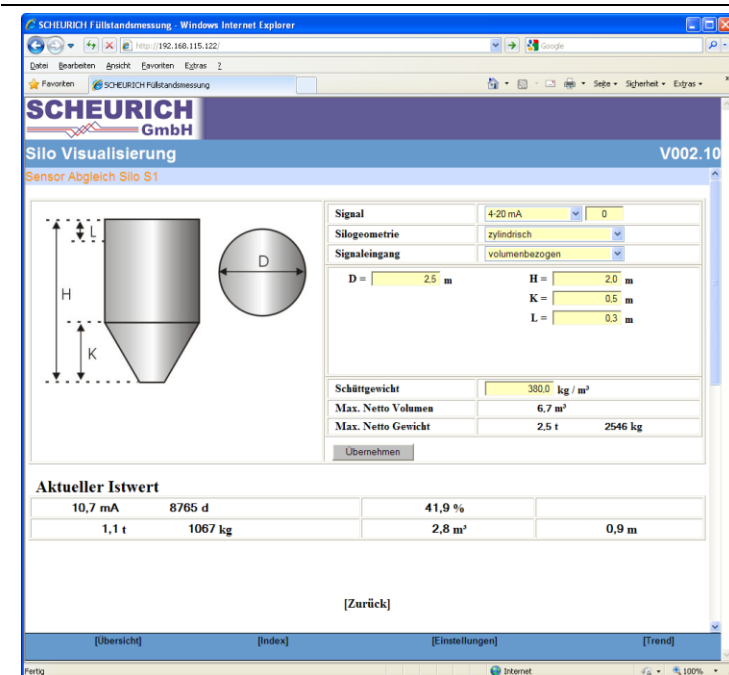 SCHEURICH Füllstandsmessung - Windows Internet Explorer
http://192.168.115.122/ Google
Datei Bearbeiten Ansicht Favoriten Extras ?
Favoriten SCHEURICH Füllstandsmessung Seite Sicherheit Extras
SCHEURICH
GmbH
Silo Visualisierung V002.10
Sensor Abgleich Silo S1
L
D
H
K
Signal 4-20 mA 0
Silogeometrie zylindrisch
Signaleingang volumenbezogen
D = 2,5 m H = 2,0 m
K = 0,5 m
L = 0,3 m
Schüttgewicht 380,0 kg / m³
Max. Netto Volumen 6,7 m³
Max. Netto Gewicht 2,5 t 2546 kg
Übernehmen
Aktueller Istwert
10,7 mA 8765 d 41,9 %
1,1 t 1067 kg 2,8 m³ 0,9 m
[Zurück]
[Übersicht] [Index] [Einstellungen] [Trend]
Fertig Internet 100%